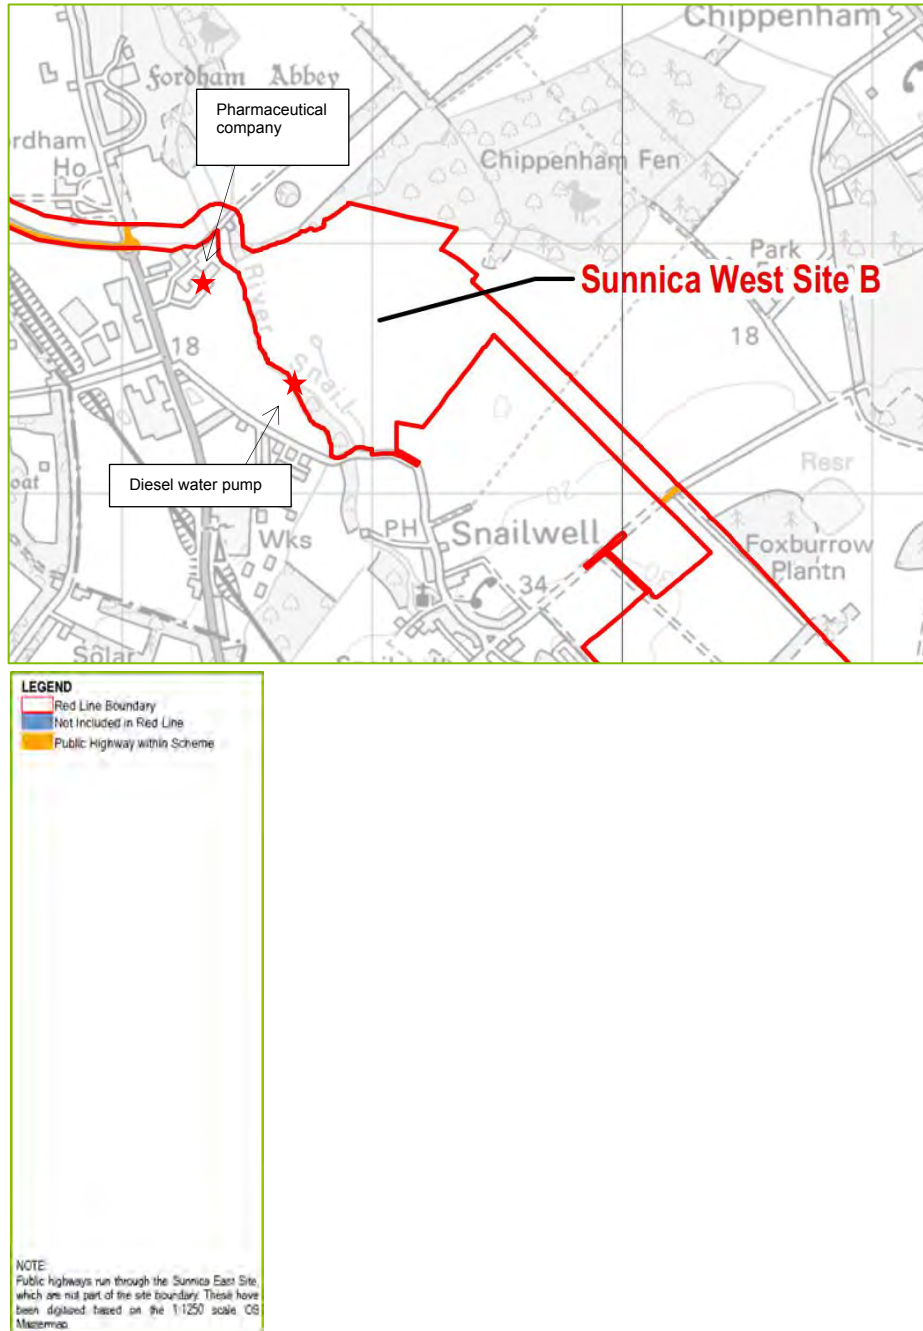 Chippenham
Fordham Abbey
Pharmaceutical
company
rdham
Ho
Chippenham Fen
Park
Sunnica West Site B
River Snail
18
18
Diesel water pump
Resr
oat
20
Wks
PH
Snailwell
Foxburrow
Plantn
34
30
Solar
LEGEND
Red Line Boundary
Not Included in Red Line
Public Highway within Scheme
NOTE:
Public highways run through the Sunnica East Site,
which are not part of the site boundary. These have
been digitised based on the 1:1250 scale OS
Mastermap